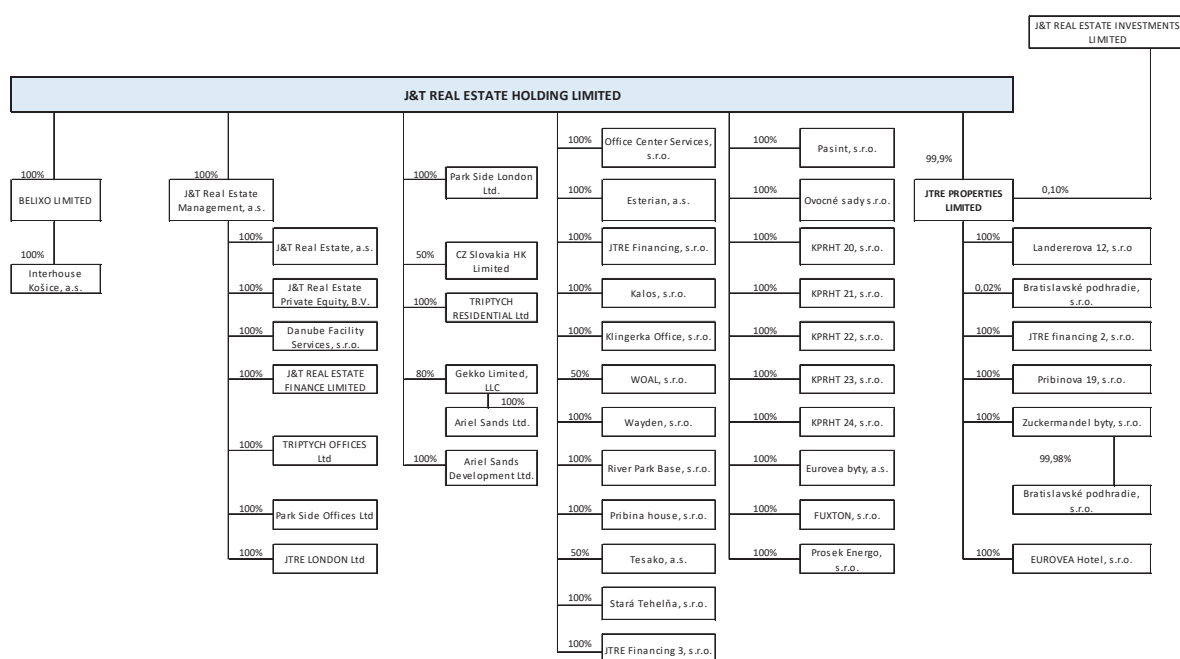 J&T REAL ESTATE INVESTMENTS
LIMITED
J&T REAL ESTATE HOLDING LIMITED
100%
BELIXO LIMITED
100%
Interhouse
Košice, a.s.
100%
J&T Real Estate
Management, a.s.
100%
J&T Real Estate, a.s.
100%
J&T Real Estate
Private Equity, B.V.
100%
Danube Facility
Services, s.r.o.
100%
J&T REAL ESTATE
FINANCE LIMITED
100%
TRIPTYCH OFFICES
Ltd
100%
Park Side Offices Ltd
100%
JTRE LONDON Ltd
100%
Park Side London
Ltd.
50%
CZ Slovakia HK
Limited
100%
TRIPTYCH
RESIDENTIAL Ltd
80%
Gekko Limited,
LLC
100%
Ariel Sands Ltd.
100%
Ariel Sands
Development Ltd.
100%
Office Center Services,
s.r.o.
100%
Esterian, a.s.
100%
JTRE Financing, s.r.o.
100%
Kalos, s.r.o.
100%
Klingerka Office, s.r.o.
50%
WOAL, s.r.o.
100%
Wayden, s.r.o.
100%
River Park Base, s.r.o.
100%
Pribina house, s.r.o.
50%
Tesako, a.s.
100%
Stará Tehelňa, s.r.o.
100%
JTRE Financing 3, s.r.o.
100%
Pasint, s.r.o.
100%
Ovocné sady s.r.o.
100%
KPRHT 20, s.r.o.
100%
KPRHT 21, s.r.o.
100%
KPRHT 22, s.r.o.
100%
KPRHT 23, s.r.o.
100%
KPRHT 24, s.r.o.
100%
Eurovea byty, a.s.
100%
FUXTON, s.r.o.
100%
Prosek Energo,
s.r.o.
99,9%
JTRE PROPERTIES
LIMITED
0,10%
100%
Landererova 12, s.r.o
0,02%
Bratislavské podhradie,
s.r.o.
100%
JTRE financing 2, s.r.o.
100%
Pribinova 19, s.r.o.
100%
Zuckermandel byty, s.r.o.
99,98%
Bratislavské podhradie,
s.r.o.
100%
EUROVEA Hotel, s.r.o.